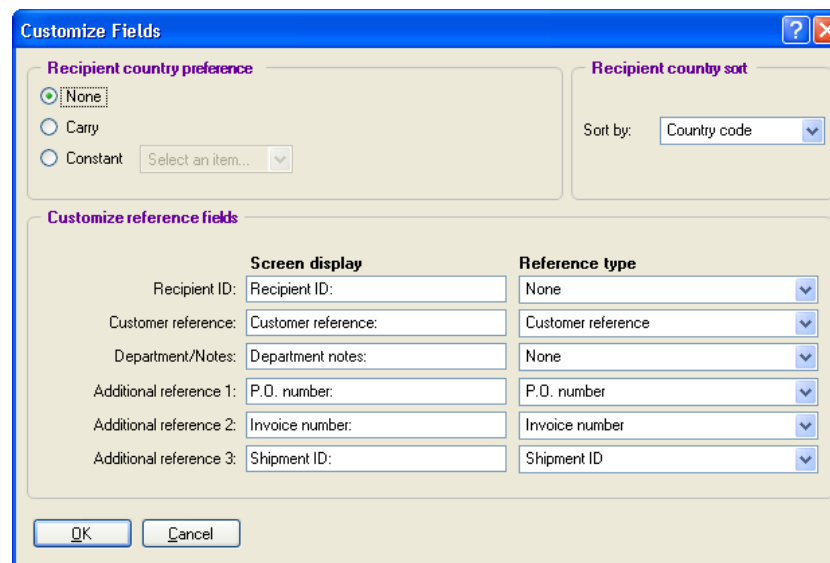 Customize Fields
Recipient country preference
Recipient country sort
None
Carry
Constant Select an item...
Sort by: Country code
Customize reference fields
Screen display Reference type
Recipient ID: Recipient ID: None
Customer reference: Customer reference: Customer reference
Department/Notes: Department notes: None
Additional reference 1: P.O. number: P.O. number
Additional reference 2: Invoice number: Invoice number
Additional reference 3: Shipment ID: Shipment ID
OK Cancel